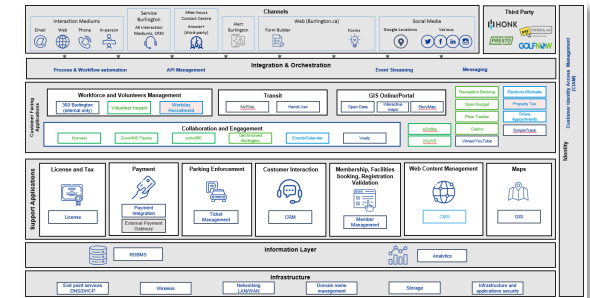 Channels
Third Party
Interaction Mediums
Email Web Phone In-person
Service
Burlington
All interaction
Mediums, CRM
After-Hours
Contact Centre
Answer+
(third-party)
Alert
Burlington
Web (Burlington.ca)
Form Builder
Forms
Social Media
Google Locations
Various
HONK
PRESTO
GOLFNOW
Integration & Orchestration
Process & Workflow automation
API Management
Event Streaming
Messaging
Customer Identity Access Management
(CIAM)
Identity
Customer Facing
Applications
Workforce and Volunteers Management
360 Burlington
(internal only)
Volunteer Impact
Workday
Recruitment
Transit
MyRide
Handi-Van
GIS Online/Portal
Open Data
Interactive
maps
StoryMap
Recreation Booking
Open Budget
Plow Tracker
Claims
Vimeo/YouTube
Elections Alternate
Property Tax
Online
Appointments
SimpleTrack
Collaboration and Engagement
Zoom/MS Teams
Get Involved
Burlington
Events/Calendar
eScribe
ISILIVE
Support Applications
License and Tax
License
Payment
Payment
Integration
External Payment
Gateway
Parking Enforcement
Ticket
Management
Customer Interaction
CRM
Membership, Facilities
booking, Registration
Validation
Member
Management
Web Content Management
CMS
Maps
GIS
Information Layer
RDBMS
Analytics
Infrastructure
End point services
DNS/DHCP
Wireless
Networking
LAN/WAN
Domain name
management
Storage
Infrastructure and
applications security